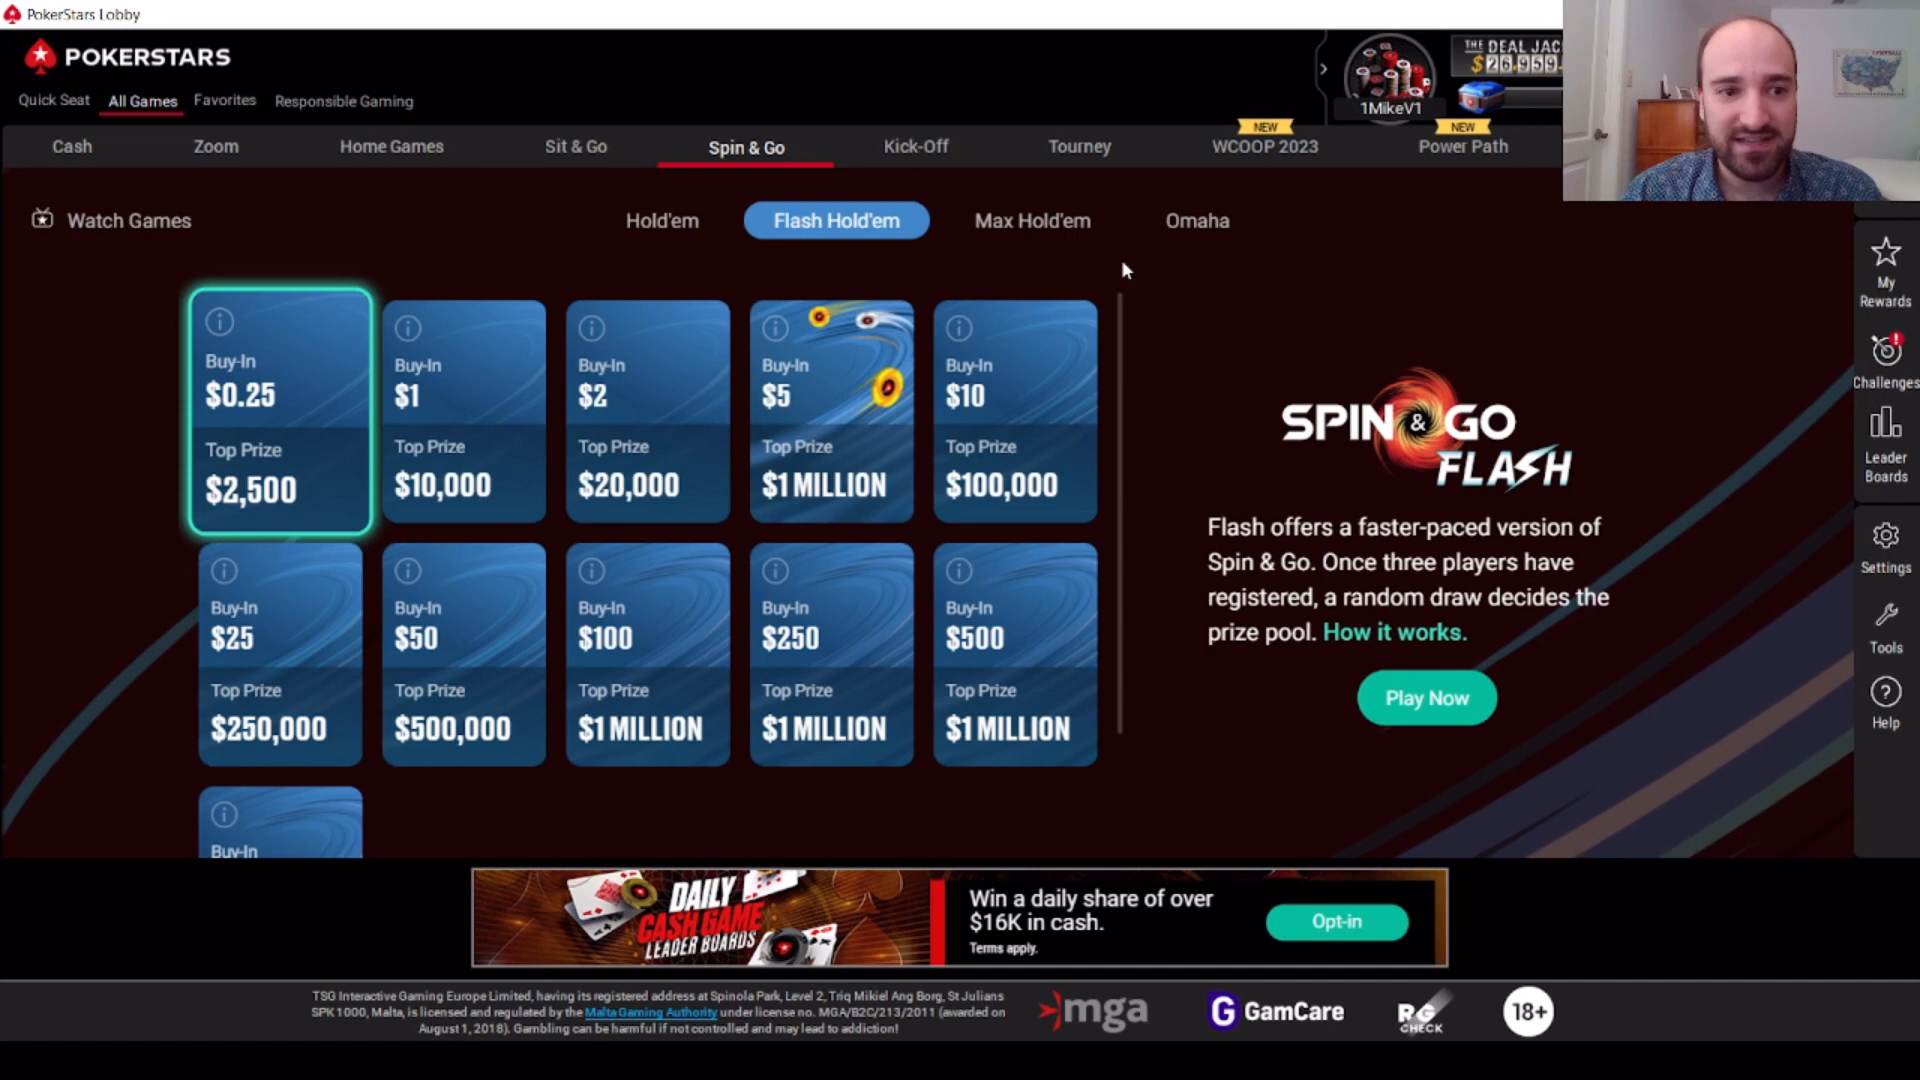 PokerStars Lobby
POKERSTARS
Quick Seat All Games Favorites Responsible Gaming
1MikeV1
THE DEAL JAC
$26,959.
Cash Zoom Home Games Sit & Go Spin & Go Kick-Off Tourney NEW WCOOP 2023 NEW Power Path
Watch Games
Hold'em Flash Hold'em Max Hold'em Omaha
Buy-In
$0.25
Top Prize
$2,500
Buy-In
$1
Top Prize
$10,000
Buy-In
$2
Top Prize
$20,000
Buy-In
$5
Top Prize
$1 MILLION
Buy-In
$10
Top Prize
$100,000
Buy-In
$25
Top Prize
$250,000
Buy-In
$50
Top Prize
$500,000
Buy-In
$100
Top Prize
$1 MILLION
Buy-In
$250
Top Prize
$1 MILLION
Buy-In
$500
Top Prize
$1 MILLION
Buy-In
SPIN & GO
FLASH
Flash offers a faster-paced version of
Spin & Go. Once three players have
registered, a random draw decides the
prize pool. How it works.
Play Now
My
Rewards
Challenges
Leader
Boards
Settings
Tools
Help
DAILY
CASH GAME
LEADER BOARDS
Win a daily share of over
$16K in cash.
Terms apply.
Opt-in
TSG Interactive Gaming Europe Limited, having its registered address at Spinola Park, Level 2, Triq Mikiel Ang Borg, St Julians
SPK 1000, Malta, is licensed and regulated by the Malta Gaming Authority under license no. MGA/B2C/213/2011 (awarded on
August 1, 2018). Gambling can be harmful if not controlled and may lead to addiction!
mga
GamCare
RG
CHECK
18+